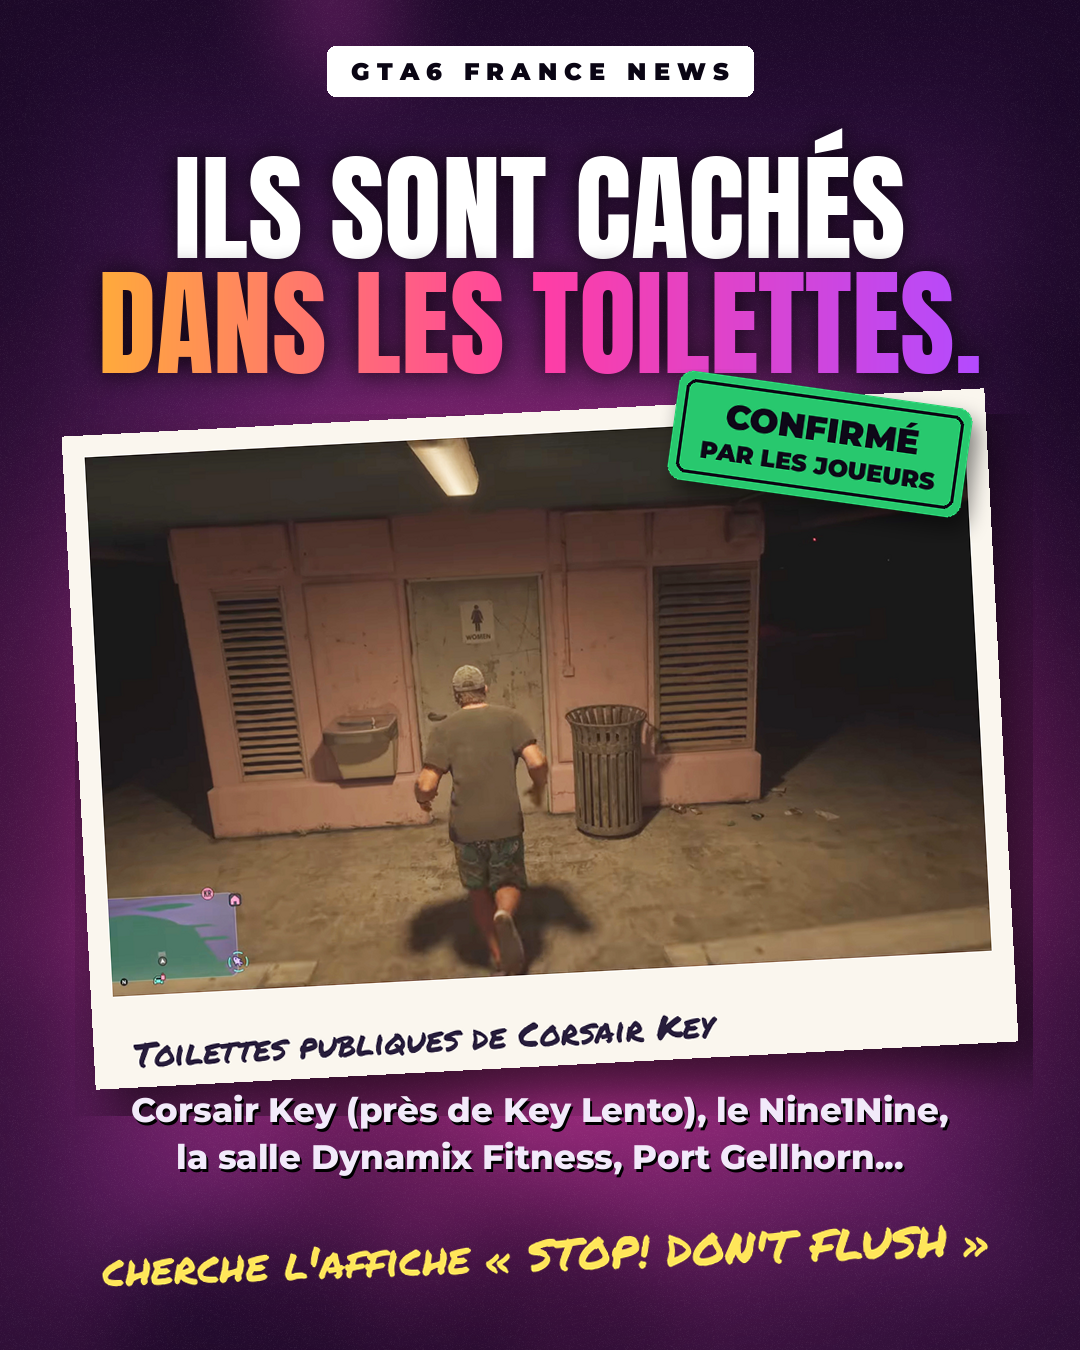 GTA6 FRANCE NEWS
ILS SONT CACHÉS
DANS LES TOILETTES.
CONFIRMÉ
PAR LES JOUEURS
WOMEN
N
TOILETTES PUBLIQUES DE CORSAIR KEY
Corsair Key (près de Key Lento), le Nine1Nine,
la salle Dynamix Fitness, Port Gellhorn...
CHERCHE L'AFFICHE « STOP! DON'T FLUSH »